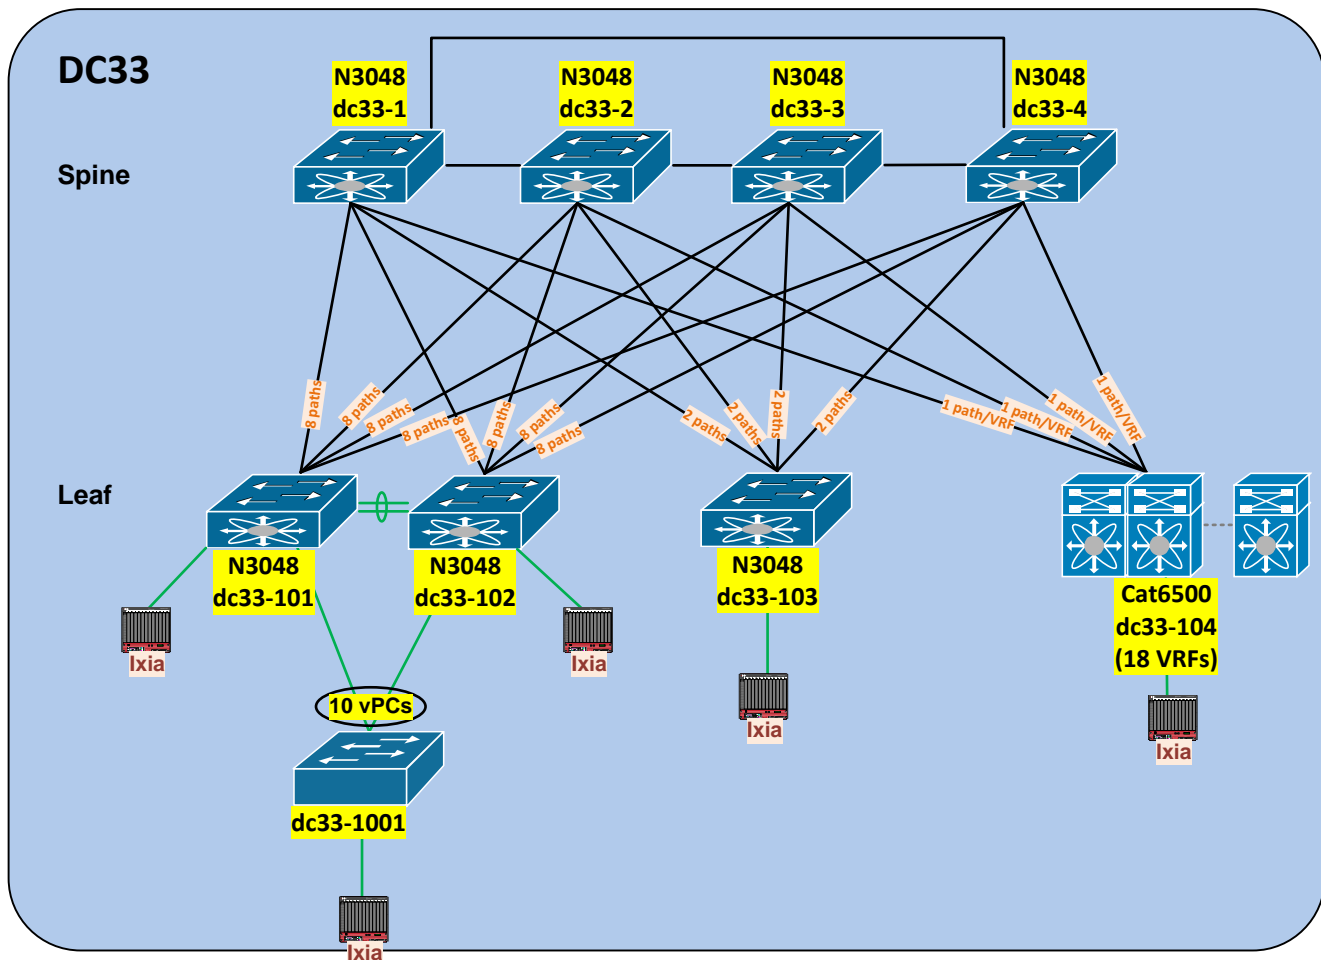 DC33
N3048
dc33-1
N3048
dc33-2
N3048
dc33-3
N3048
dc33-4
Spine
8 paths
8 paths
8 paths
8 paths
8 paths
8 paths
8 paths
8 paths
2 paths
2 paths
2 paths
2 paths
1 path/VRF
1 path/VRF
1 path/VRF
1 path/VRF
Leaf
N3048
dc33-101
N3048
dc33-102
N3048
dc33-103
Cat6500
dc33-104
(18 VRFs)
Ixia
Ixia
Ixia
Ixia
10 vPCs
dc33-1001
Ixia